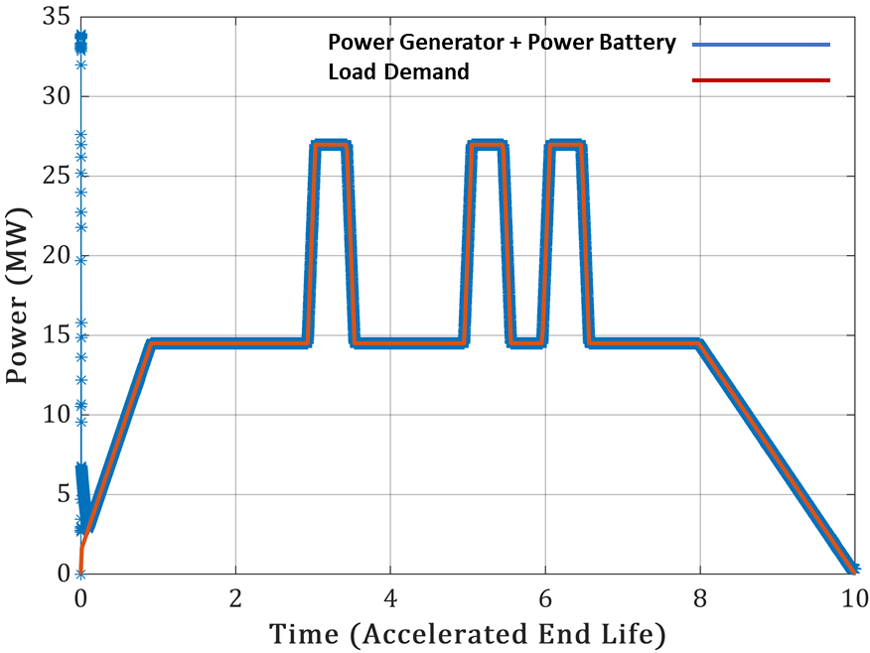 35
30
25
20
15
10
5
0
Power (MW)
Power Generator + Power Battery
Load Demand
0 2 4 6 8 10
Time (Accelerated End Life)